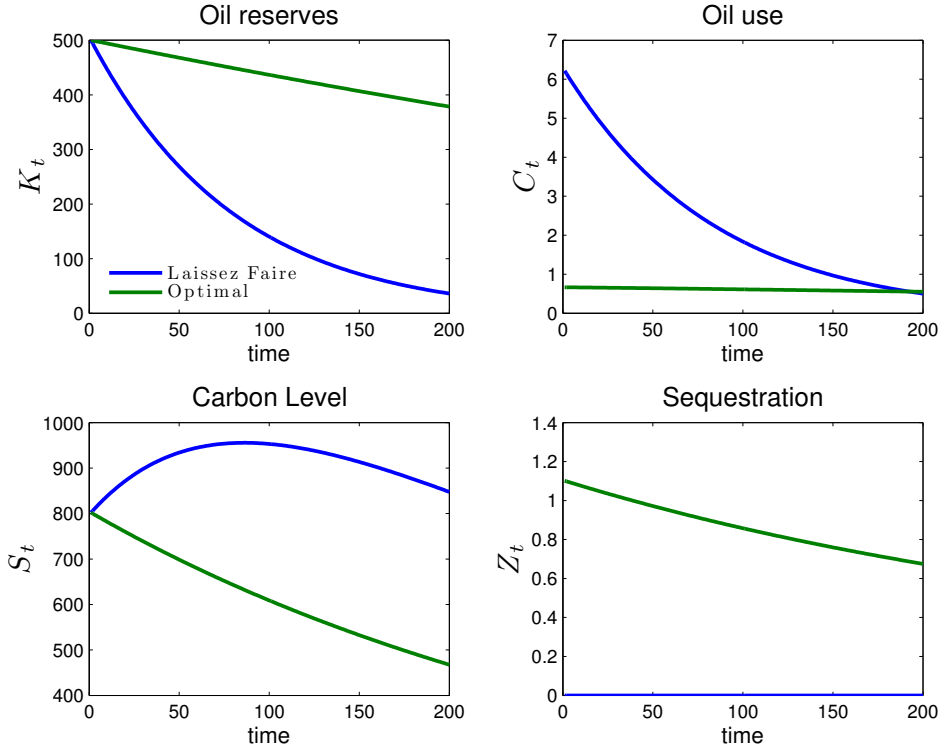 Oil reserves
500
400
300
200
100
0
K_t
Laissez Faire
Optimal
0 50 100 150 200
time
Oil use
7
6
5
4
3
2
1
0
C_t
0 50 100 150 200
time
Carbon Level
1000
900
800
700
600
500
400
S_t
0 50 100 150 200
time
Sequestration
1.4
1.2
1
0.8
0.6
0.4
0.2
0
Z_t
0 50 100 150 200
time